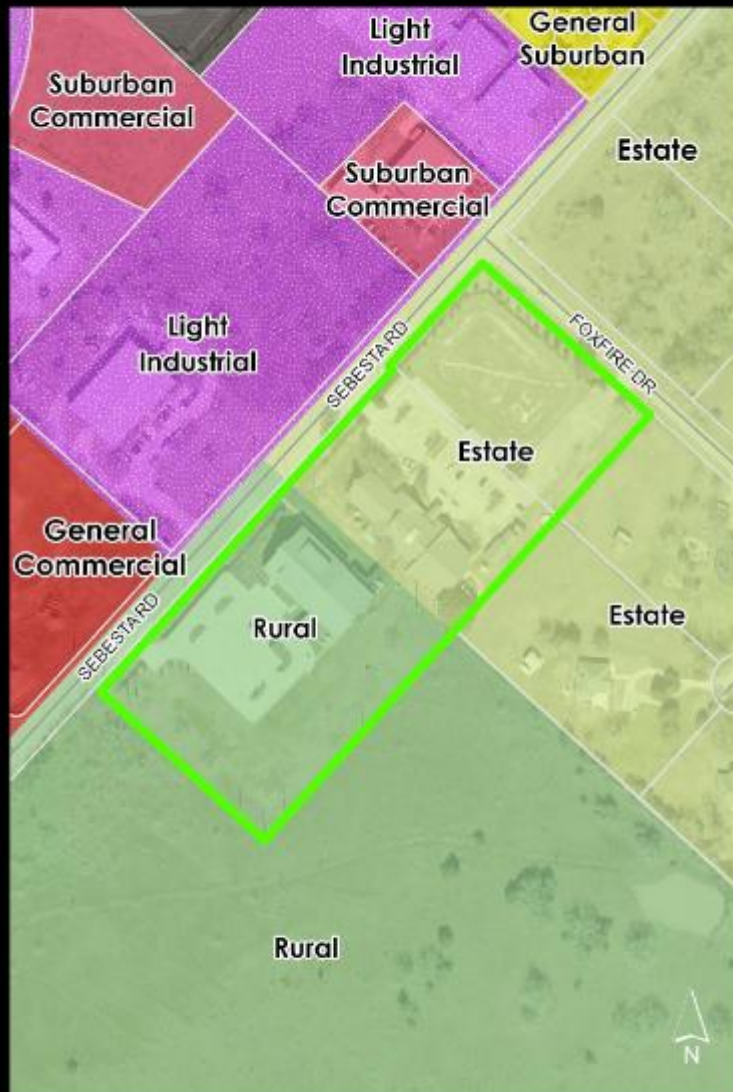 Light
Industrial
General
Suburban
Suburban
Commercial
Estate
Suburban
Commercial
Light
Industrial
SEBESTA RD
FOXFIRE DR
Estate
General
Commercial
Rural
Estate
SEBESTA RD
Rural
N